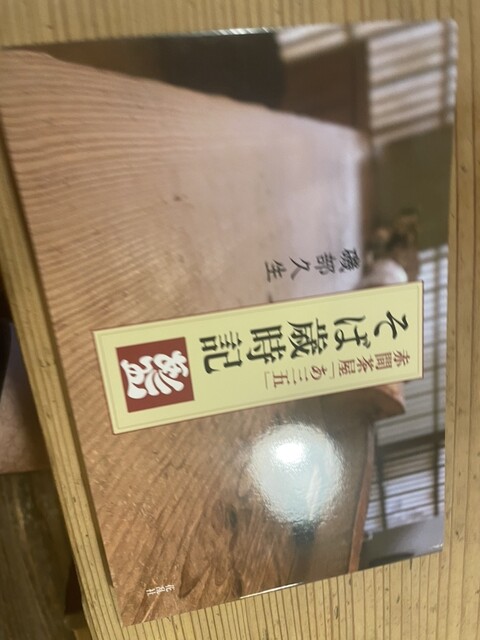 赤間茶屋「あ三五」
そば歳時記
磯部久生